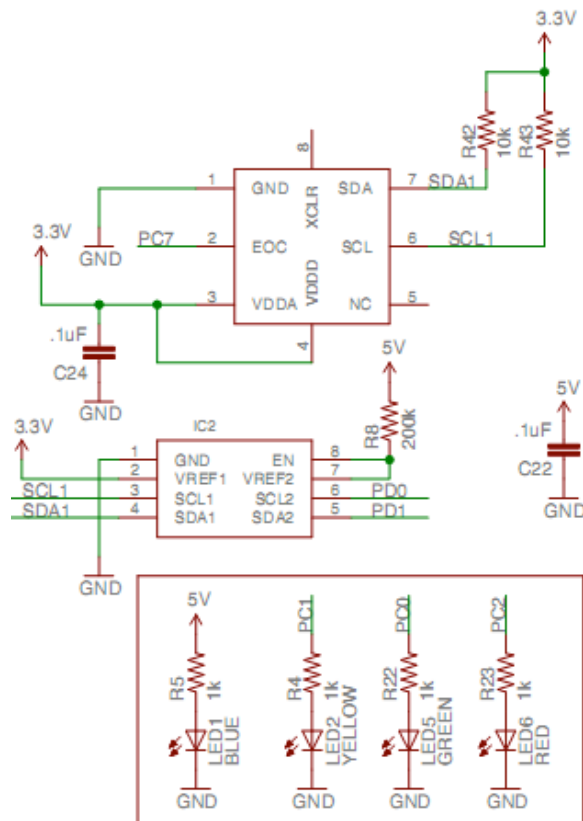 3.3V
R42
10k
R43
10k
8
XCLR
1
GND
SDA
7
SDA1
GND
PC7
2
EOC
SCL
6
SCL1
3.3V
3
VDDA
VDDD
NC
5
4
.1uF
C24
GND
5V
R8
200k
5V
.1uF
C22
GND
IC2
3.3V
1
GND
EN
8
2
VREF1
VREF2
7
SCL1
3
SCL1
SCL2
6
PD0
SDA1
4
SDA1
SDA2
5
PD1
GND
5V
PC1
PC0
PC2
R5
1k
R4
1k
R22
1k
R23
1k
LED1
BLUE
LED2
YELLOW
LED5
GREEN
LED6
RED
GND
GND
GND
GND